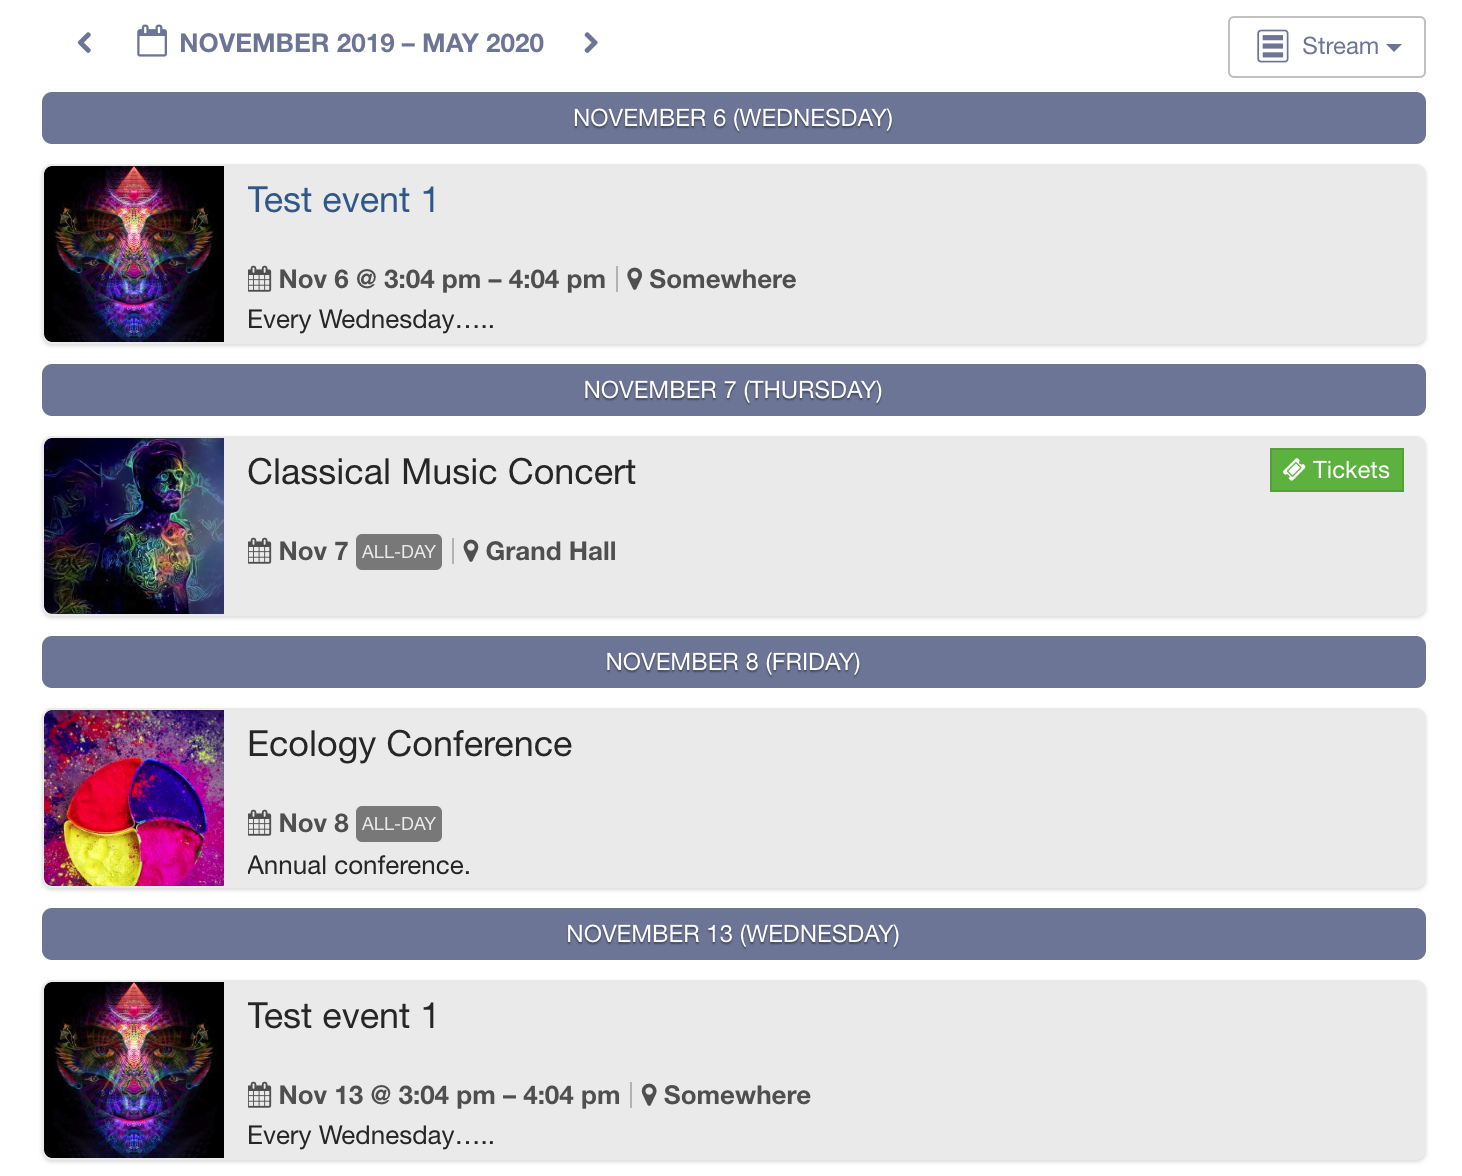 NOVEMBER 2019 – MAY 2020
Stream
NOVEMBER 6 (WEDNESDAY)
Test event 1
Nov 6 @ 3:04 pm – 4:04 pm | Somewhere
Every Wednesday…..
NOVEMBER 7 (THURSDAY)
Classical Music Concert
Tickets
Nov 7 ALL-DAY | Grand Hall
NOVEMBER 8 (FRIDAY)
Ecology Conference
Nov 8 ALL-DAY
Annual conference.
NOVEMBER 13 (WEDNESDAY)
Test event 1
Nov 13 @ 3:04 pm – 4:04 pm | Somewhere
Every Wednesday…..